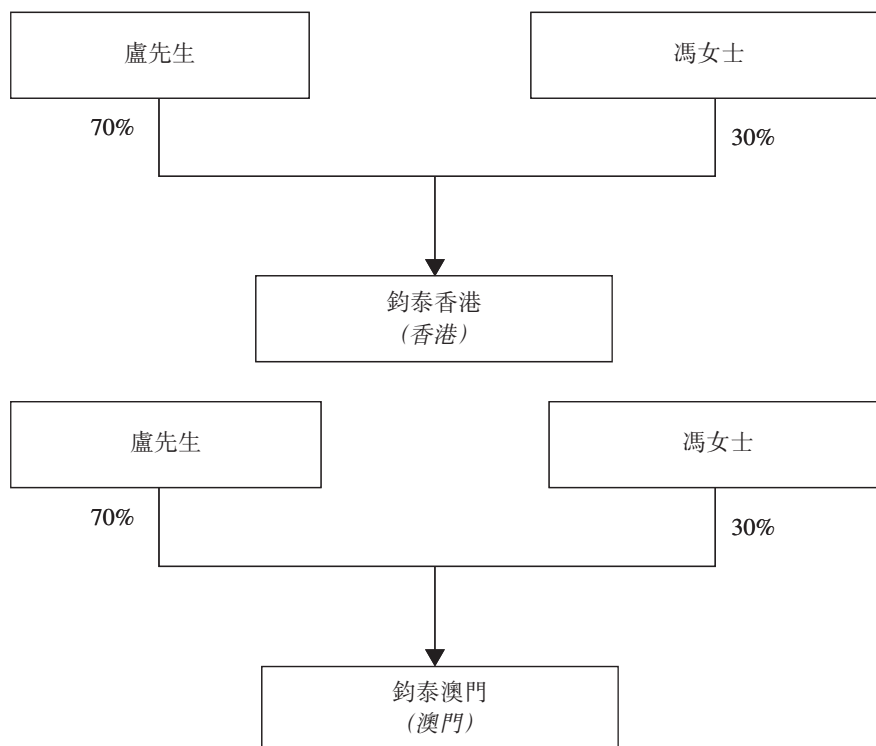 盧先生
馮女士
70%
30%
鈞泰香港
(香港)
盧先生
馮女士
70%
30%
鈞泰澳門
(澳門)